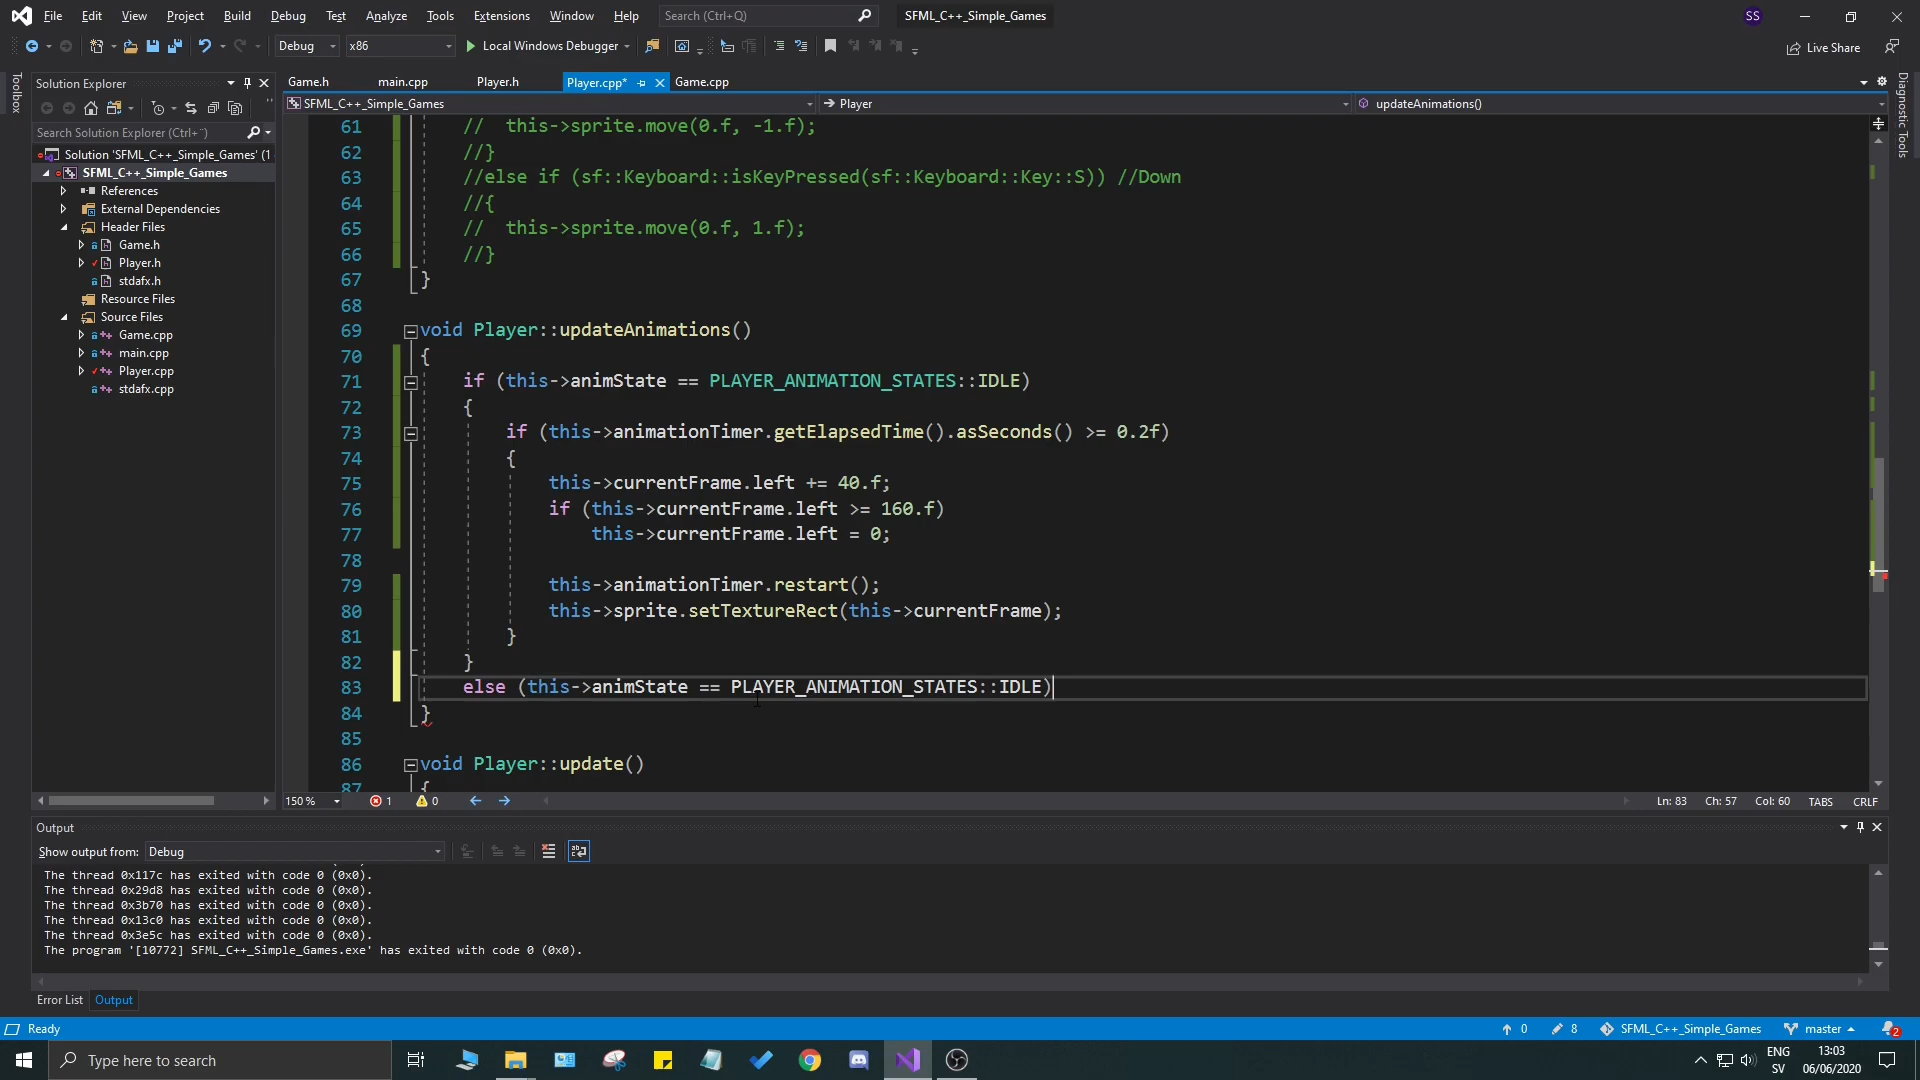 File Edit View Project Build Debug Test Analyze Tools Extensions Window Help Search (Ctrl+Q) SFML_C++_Simple_Games SS
Debug x86 Local Windows Debugger Live Share
Toolbox
Solution Explorer
Search Solution Explorer (Ctrl+¨)
Solution 'SFML_C++_Simple_Games' (1
SFML_C++_Simple_Games
References
External Dependencies
Header Files
Game.h
Player.h
stdafx.h
Resource Files
Source Files
Game.cpp
main.cpp
Player.cpp
stdafx.cpp
Game.h main.cpp Player.h Player.cpp* Game.cpp
SFML_C++_Simple_Games Player updateAnimations()
61 // this->sprite.move(0.f, -1.f);
62 //}
63 //else if (sf::Keyboard::isKeyPressed(sf::Keyboard::Key::S)) //Down
64 //{
65 // this->sprite.move(0.f, 1.f);
66 //}
67 }
68
69 void Player::updateAnimations()
70 {
71 if (this->animState == PLAYER_ANIMATION_STATES::IDLE)
72 {
73 if (this->animationTimer.getElapsedTime().asSeconds() >= 0.2f)
74 {
75 this->currentFrame.left += 40.f;
76 if (this->currentFrame.left >= 160.f)
77 this->currentFrame.left = 0;
78
79 this->animationTimer.restart();
80 this->sprite.setTextureRect(this->currentFrame);
81 }
82 }
83 else (this->animState == PLAYER_ANIMATION_STATES::IDLE)
84 }
85
86 void Player::update()
87 {
Diagnostic Tools
150 % 1 0 Ln: 83 Ch: 57 Col: 60 TABS CRLF
Output
Show output from: Debug
The thread 0x117c has exited with code 0 (0x0).
The thread 0x29d8 has exited with code 0 (0x0).
The thread 0x3b70 has exited with code 0 (0x0).
The thread 0x13c0 has exited with code 0 (0x0).
The thread 0x3e5c has exited with code 0 (0x0).
The program '[10772] SFML_C++_Simple_Games.exe' has exited with code 0 (0x0).
Error List Output
Ready 0 8 SFML_C++_Simple_Games master 2
Type here to search
ENG
SV
13:03
06/06/2020